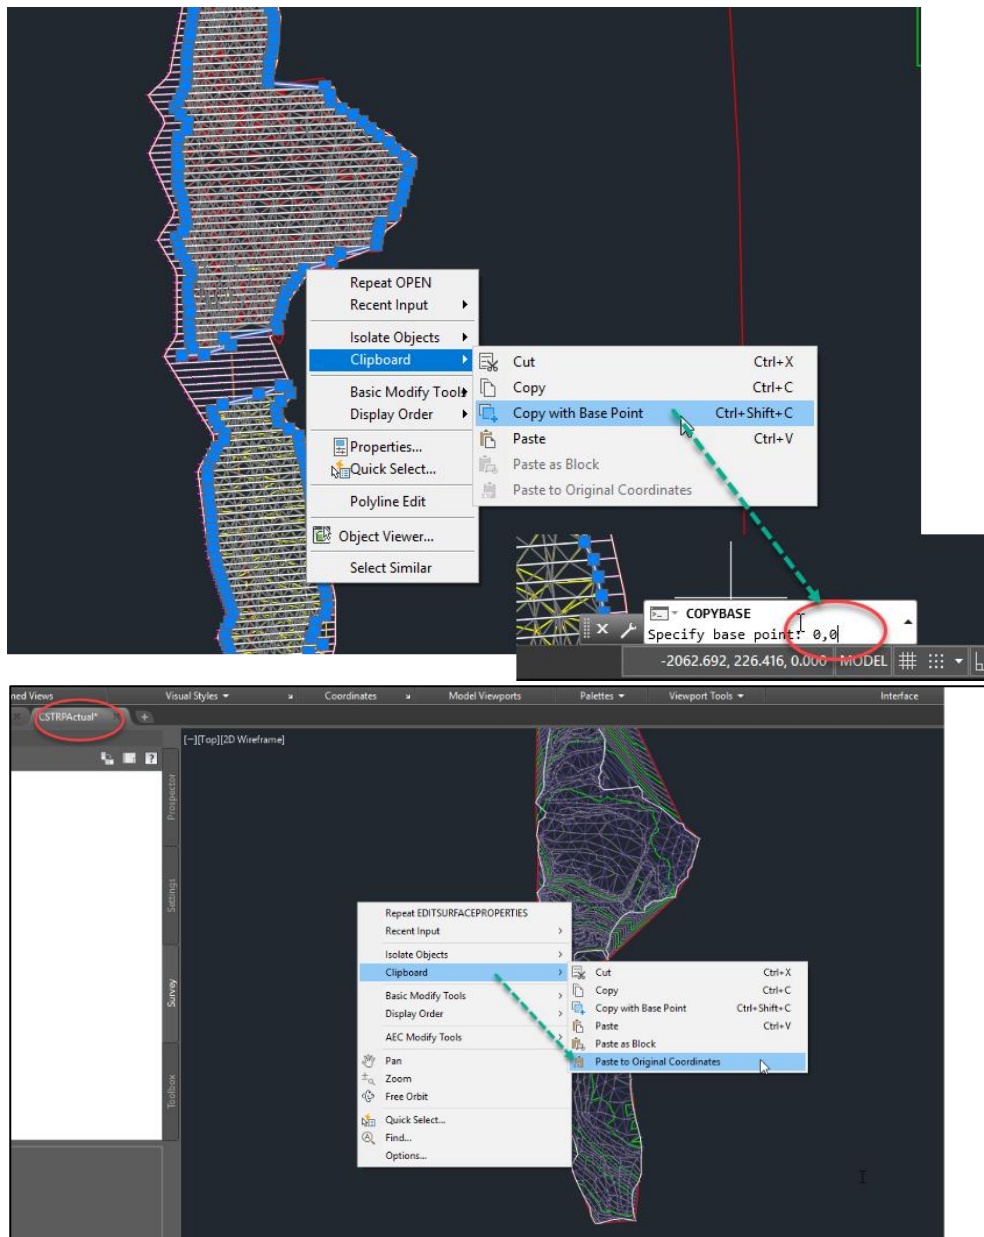 Repeat OPEN
Recent Input
Isolate Objects
Clipboard
Basic Modify Tools
Display Order
Properties...
Quick Select...
Polyline Edit
Object Viewer...
Select Similar
Cut Ctrl+X
Copy Ctrl+C
Copy with Base Point Ctrl+Shift+C
Paste Ctrl+V
Paste as Block
Paste to Original Coordinates
COPYBASE
Specify base point: 0,0
-2062.692, 226.416, 0.000 MODEL
ned Views Visual Styles Coordinates Model Viewports Palettes Viewport Tools Interface
CSTRPActual*
[−][Top][2D Wireframe]
Prospector
Settings
Survey
Toolbox
Repeat EDITSURFACEPROPERTIES
Recent Input
Isolate Objects
Clipboard
Basic Modify Tools
Display Order
AEC Modify Tools
Pan
Zoom
Free Orbit
Quick Select...
Find...
Options...
Cut Ctrl+X
Copy Ctrl+C
Copy with Base Point Ctrl+Shift+C
Paste Ctrl+V
Paste as Block
Paste to Original Coordinates